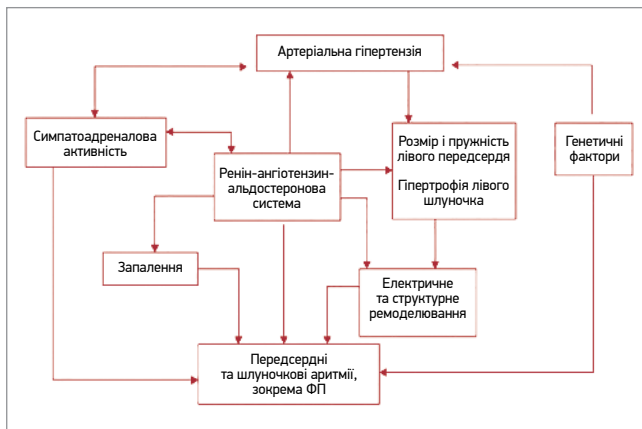 Артеріальна гіпертензія
Симпатоадреналова
активність
Ренін-ангіотензин-
альдостеронова
система
Розмір і пружність
лівого передсердя
Гіпертрофія лівого
шлуночка
Генетичні
фактори
Запалення
Електричне
та структурне
ремоделювання
Передсердні
та шлуночкові аритмії,
зокрема ФП